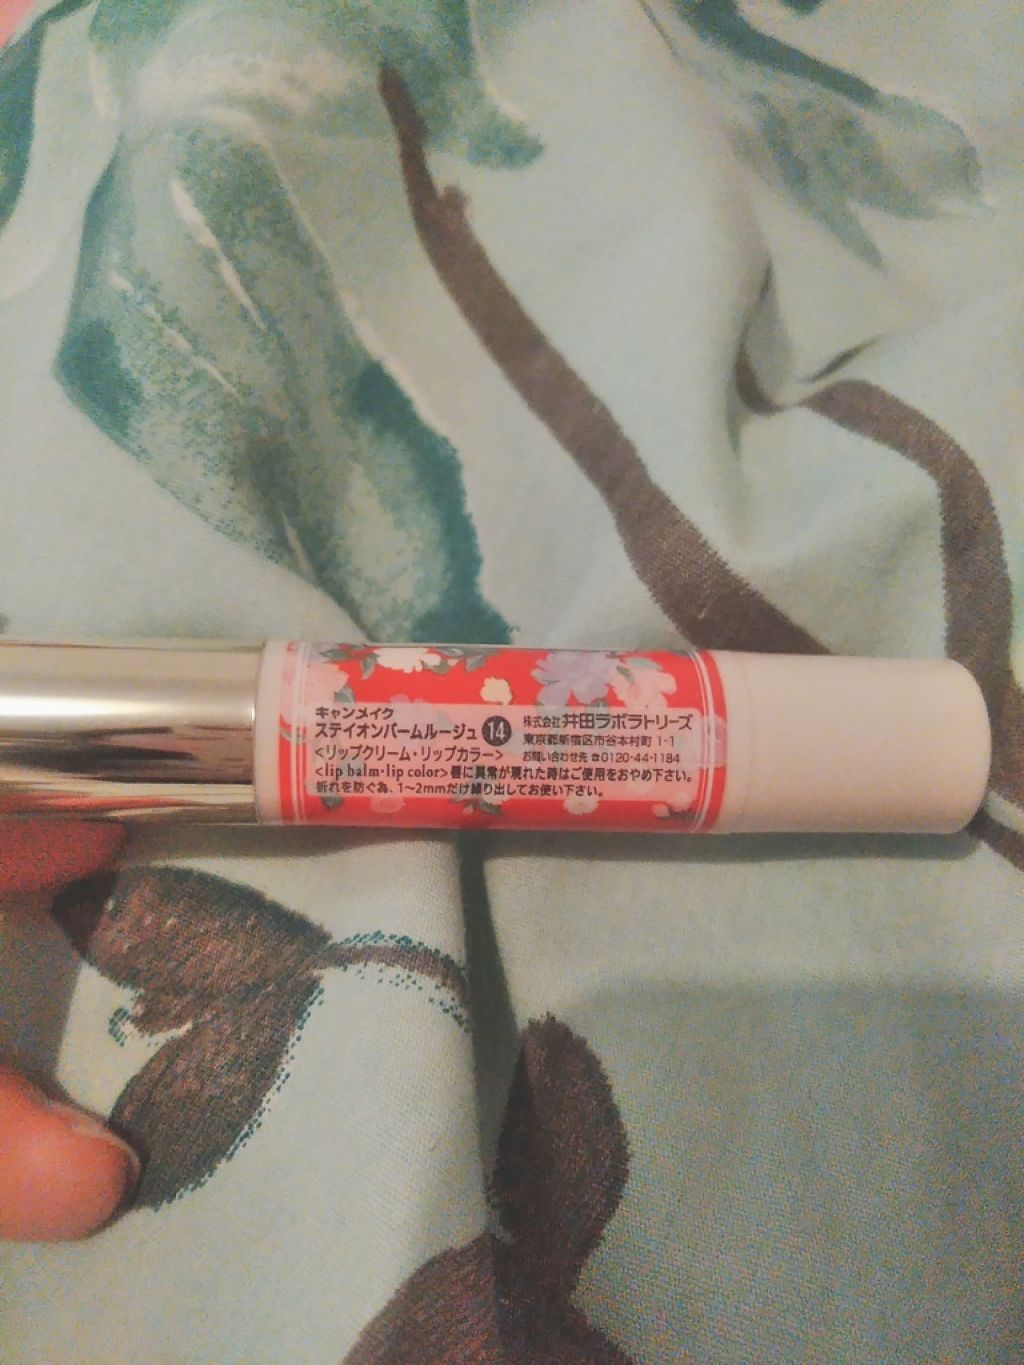 キャンメイク
ステイオンバームルージュ 14
<リップクリーム・リップカラー>
<lip balm・lip color>唇に異常が現れた時はご使用をおやめ下さい。
折れを防ぐ為、1~2mmだけ繰り出してお使い下さい。
株式会社 井田ラボラトリーズ
東京都新宿区市谷本村町 1-1
お問い合わせ先 ☎0120-44-1184